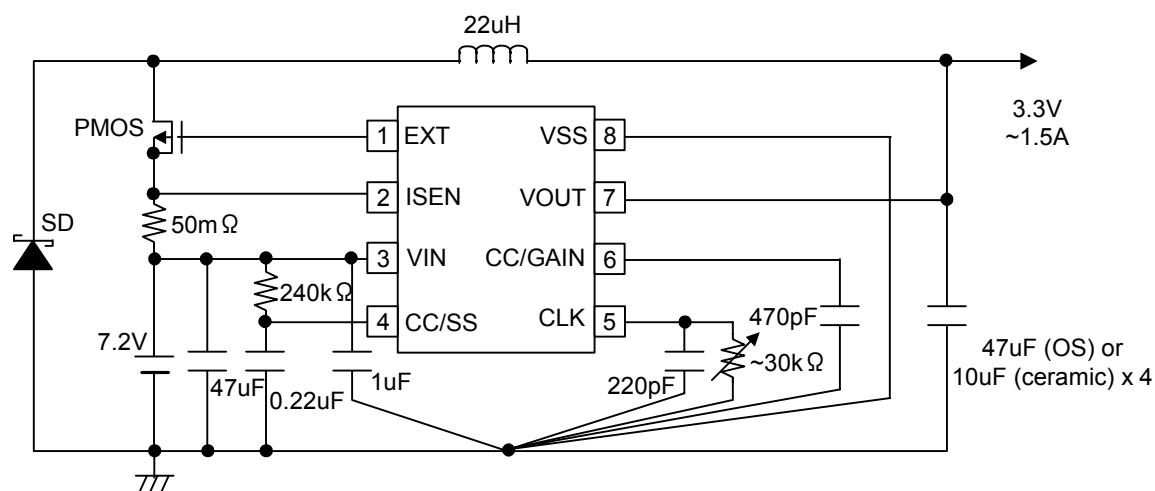 22uH
3.3V
~1.5A
PMOS
1 EXT VSS 8
2 ISEN VOUT 7
SD
50mΩ
3 VIN CC/GAIN 6
240kΩ
4 CC/SS CLK 5
470pF
7.2V
~30kΩ
47uF
1uF
220pF
0.22uF
47uF (OS) or
10uF (ceramic) x 4